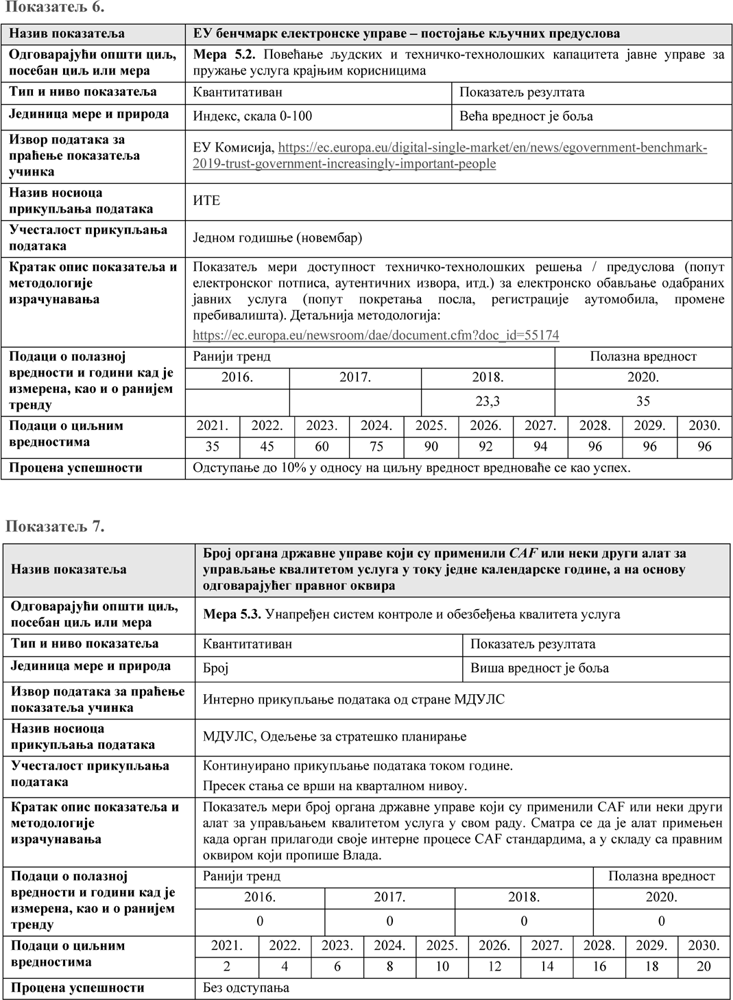 Показатељ 6.
Назив показатеља
ЕУ бенчмарк електронске управе – постојање кључних предуслова
Одговарајући општи циљ,
посебан циљ или мера
Мера 5.2. Повећање људских и техничко-технолошких капацитета јавне управе за
пружање услуга крајњим корисницима
Тип и ниво показатеља
Квантитативан
Показатељ резултата
Јединица мере и природа
Индекс, скала 0-100
Већа вредност је боља
Извор података за
праћење показатеља
учинка
ЕУ Комисија, https://ec.europa.eu/digital-single-market/en/news/egovernment-benchmark-
2019-trust-government-increasingly-important-people
Назив носиоца
прикупљања података
ИТЕ
Учесталост прикупљања
података
Једном годишње (новембар)
Кратак опис показатеља и
методологије
израчунавања
Показатељ мери доступност техничко-технолошких решења / предуслова (попут
електронског потписа, аутентичних извора, итд.) за електронско обављање одабраних
јавних услуга (попут покретања посла, регистрације аутомобила, промене
пребивалишта). Детаљнија методологија:
https://ec.europa.eu/newsroom/dae/document.cfm?doc_id=55174
Подаци о полазној
вредности и години кад је
измерена, као и о ранијем
тренду
Ранији тренд
Полазна вредност
2016.
2017.
2018.
2020.
23,3
35
Подаци о циљним
вредностима
2021.
2022.
2023.
2024.
2025.
2026.
2027.
2028.
2029.
2030.
35
45
60
75
90
92
94
96
96
96
Процена успешности
Одступање до 10% у односу на циљну вредност вредноваће се као успех.
Показатељ 7.
Назив показатеља
Број органа државне управе који су применили CAF или неки други алат за
управљање квалитетом услуга у току једне календарске године, а на основу
одговарајућег правног оквира
Одговарајући општи циљ,
посебан циљ или мера
Мера 5.3. Унапређен систем контроле и обезбеђења квалитета услуга
Тип и ниво показатеља
Квантитативан
Показатељ резултата
Јединица мере и природа
Број
Виша вредност је боља
Извор података за праћење
показатеља учинка
Интерно прикупљање података од стране МДУЛС
Назив носиоца
прикупљања података
МДУЛС, Одељење за стратешко планирање
Учесталост прикупљања
података
Континуирано прикупљање података током године.
Пресек стања се врши на кварталном нивоу.
Кратак опис показатеља и
методологије
израчунавања
Показатељ мери број органа државне управе који су применили CAF или неки други
алат за управљањем квалитетом услуга у свом раду. Сматра се да је алат примењен
када орган прилагоди своје интерне процесе CAF стандардима, а у складу са правним
оквиром који пропише Влада.
Подаци о полазној
вредности и години кад је
измерена, као и о ранијем
тренду
Ранији тренд
Полазна вредност
2016.
2017.
2018.
2020.
0
0
0
0
Подаци о циљним
вредностима
2021.
2022.
2023.
2024.
2025.
2026.
2027.
2028.
2029.
2030.
2
4
6
8
10
12
14
16
18
20
Процена успешности
Без одступања